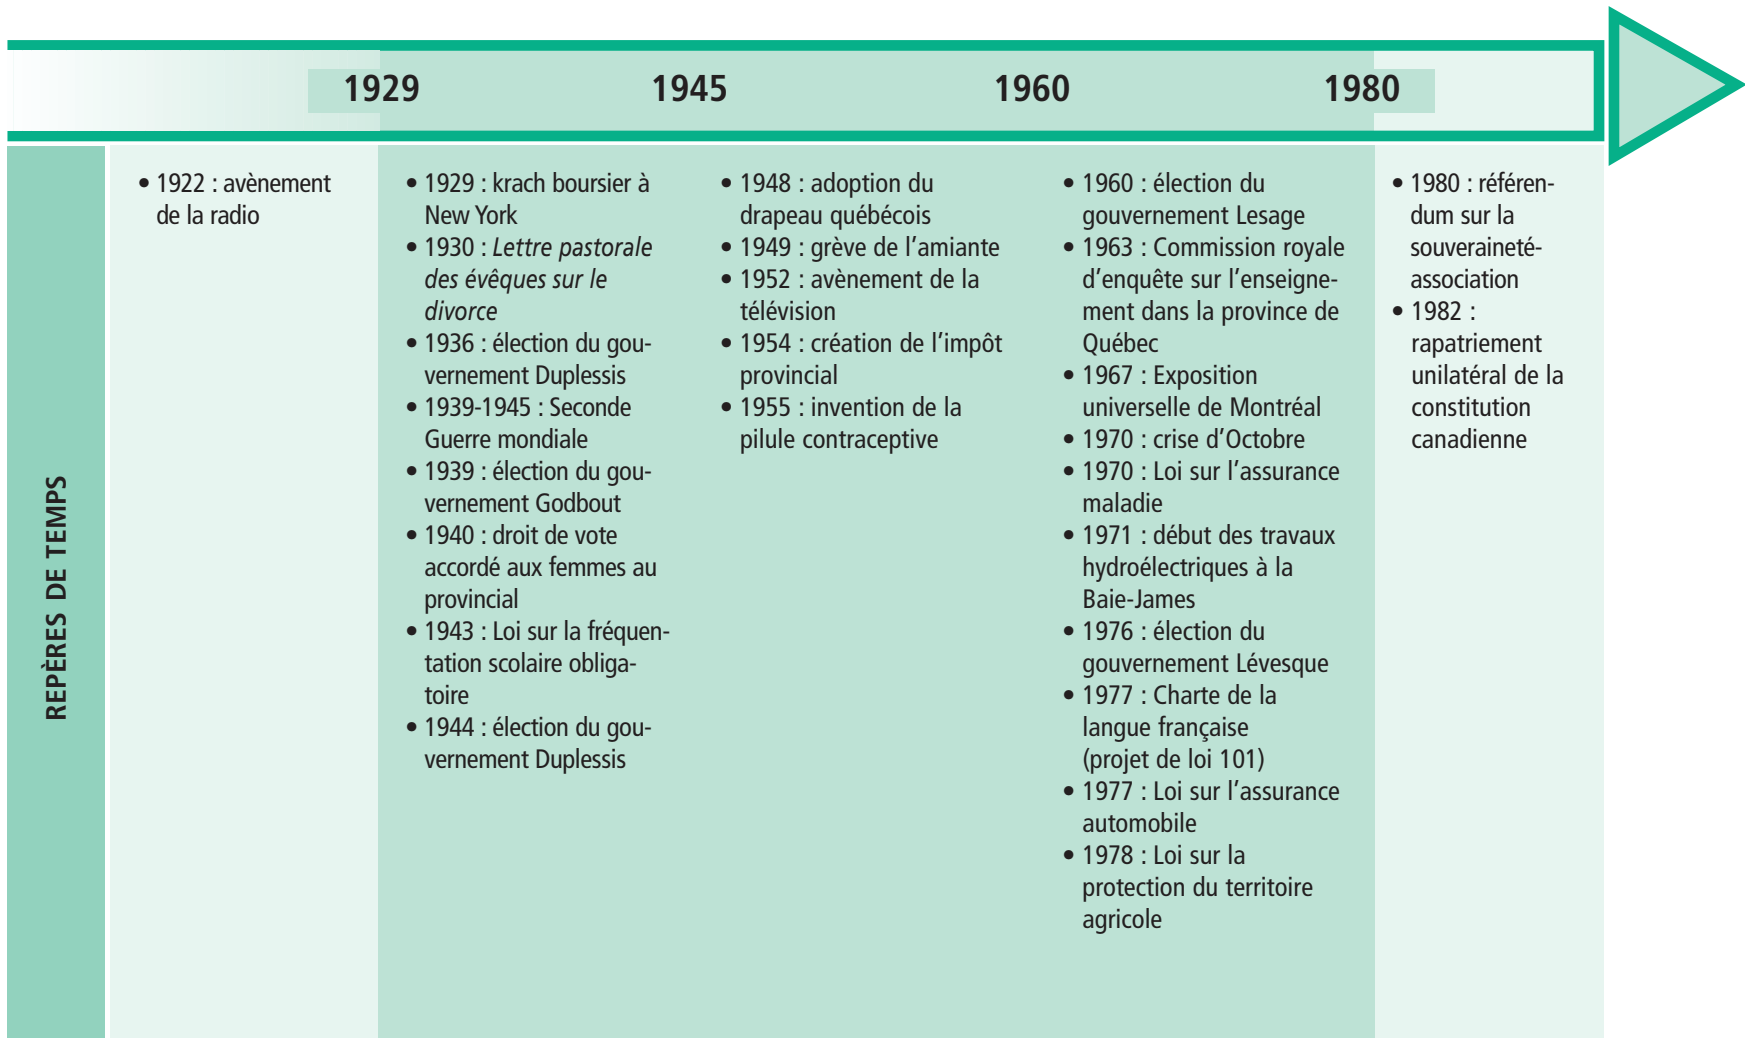 1929
1945
1960
1980
REPÈRES DE TEMPS
• 1922 : avènement
de la radio
• 1929 : krach boursier à
New York
• 1930 : Lettre pastorale
des évêques sur le
divorce
• 1936 : élection du gou-
vernement Duplessis
• 1939-1945 : Seconde
Guerre mondiale
• 1939 : élection du gou-
vernement Godbout
• 1940 : droit de vote
accordé aux femmes au
provincial
• 1943 : Loi sur la fréquen-
tation scolaire obliga-
toire
• 1944 : élection du gou-
vernement Duplessis
• 1948 : adoption du
drapeau québécois
• 1949 : grève de l’amiante
• 1952 : avènement de la
télévision
• 1954 : création de l’impôt
provincial
• 1955 : invention de la
pilule contraceptive
• 1960 : élection du
gouvernement Lesage
• 1963 : Commission royale
d’enquête sur l’enseigne-
ment dans la province de
Québec
• 1967 : Exposition
universelle de Montréal
• 1970 : crise d’Octobre
• 1970 : Loi sur l’assurance
maladie
• 1971 : début des travaux
hydroélectriques à la
Baie-James
• 1976 : élection du
gouvernement Lévesque
• 1977 : Charte de la
langue française
(projet de loi 101)
• 1977 : Loi sur l’assurance
automobile
• 1978 : Loi sur la
protection du territoire
agricole
• 1980 : référen-
dum sur la
souveraineté-
association
• 1982 :
rapatriement
unilatéral de la
constitution
canadienne